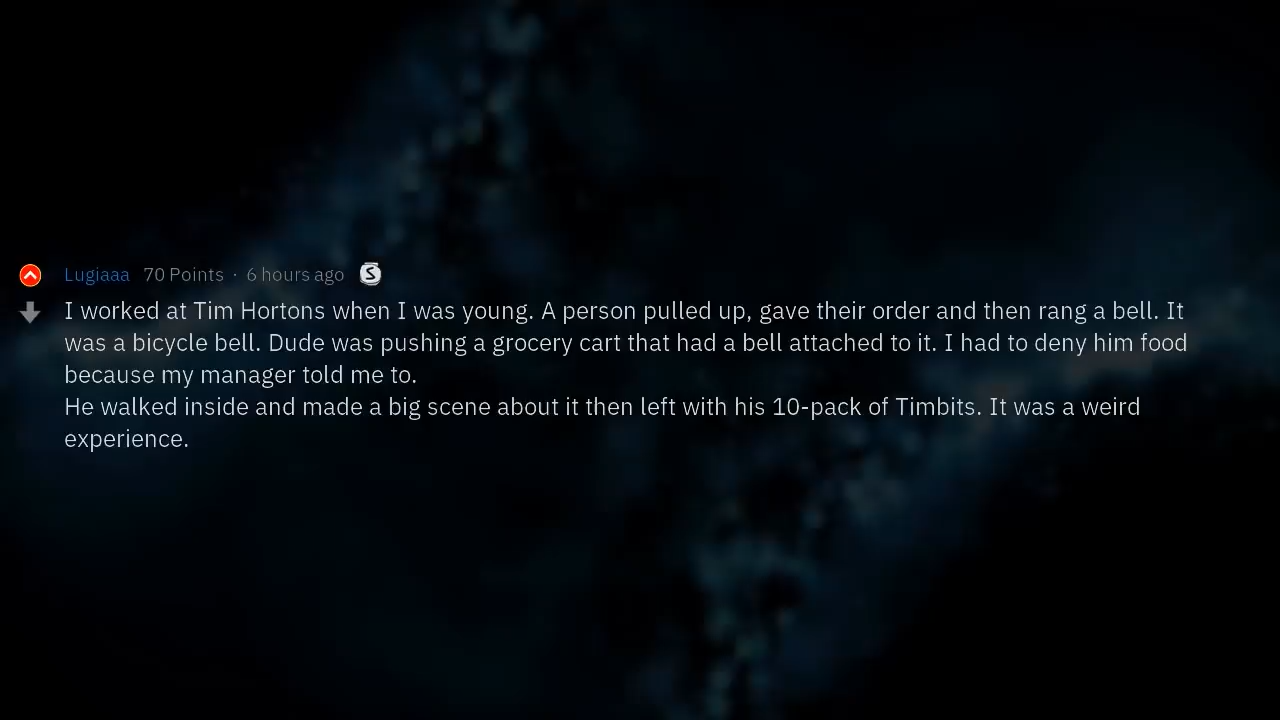 Lugiaaa 70 Points · 6 hours ago S
I worked at Tim Hortons when I was young. A person pulled up, gave their order and then rang a bell. It
was a bicycle bell. Dude was pushing a grocery cart that had a bell attached to it. I had to deny him food
because my manager told me to.
He walked inside and made a big scene about it then left with his 10-pack of Timbits. It was a weird
experience.